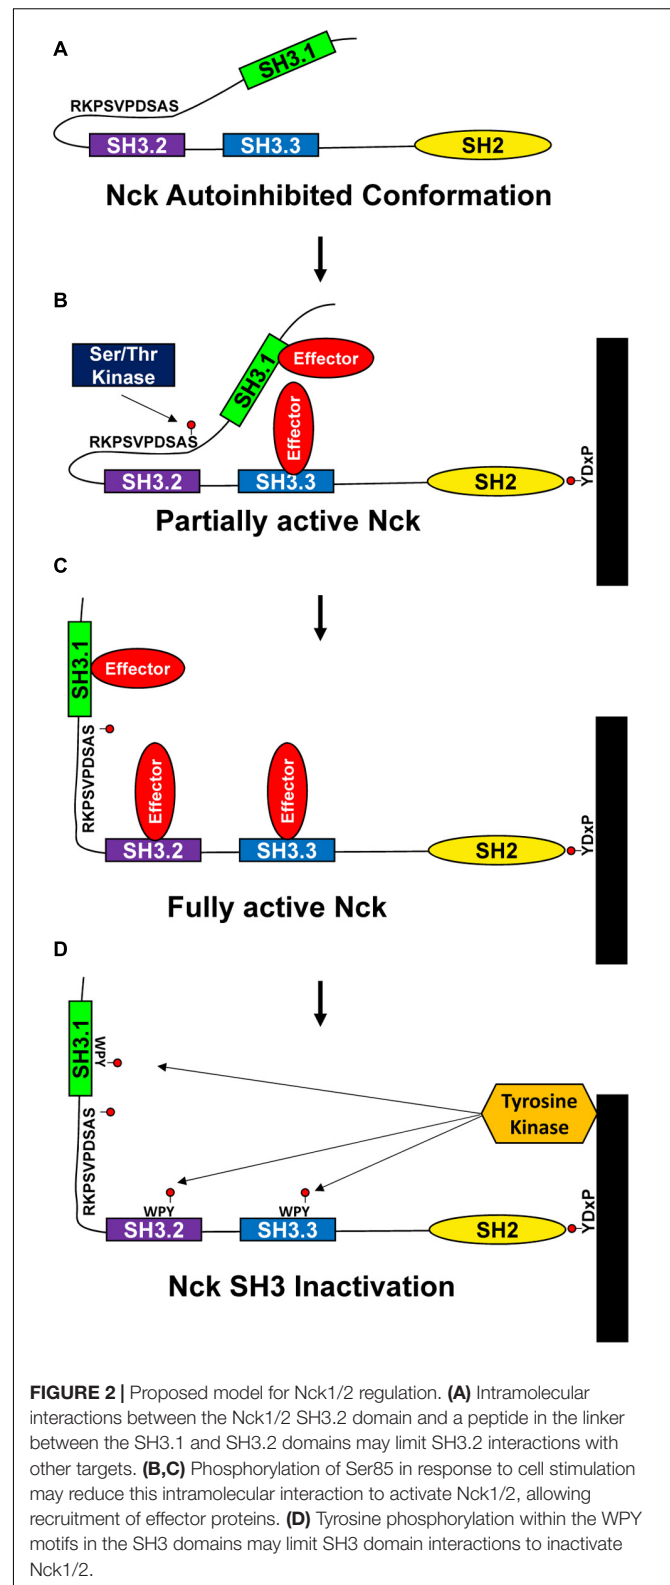 A
SH3.1
RKPSVPDSAS
SH3.2
SH3.3
SH2
Nck Autoinhibited Conformation
B
Ser/Thr
Kinase
SH3.1
Effector
Effector
RKPSVPDSAS
SH3.2
SH3.3
SH2
YDxP
Partially active Nck
C
SH3.1
Effector
RKPSVPDSAS
Effector
Effector
SH3.2
SH3.3
SH2
YDxP
Fully active Nck
D
SH3.1
WPY
Tyrosine
Kinase
RKPSVPDSAS
WPY
WPY
SH3.2
SH3.3
SH2
YDxP
Nck SH3 Inactivation
FIGURE 2 | Proposed model for Nck1/2 regulation. (A) Intramolecular
interactions between the Nck1/2 SH3.2 domain and a peptide in the linker
between the SH3.1 and SH3.2 domains may limit SH3.2 interactions with
other targets. (B,C) Phosphorylation of Ser85 in response to cell stimulation
may reduce this intramolecular interaction to activate Nck1/2, allowing
recruitment of effector proteins. (D) Tyrosine phosphorylation within the WPY
motifs in the SH3 domains may limit SH3 domain interactions to inactivate
Nck1/2.